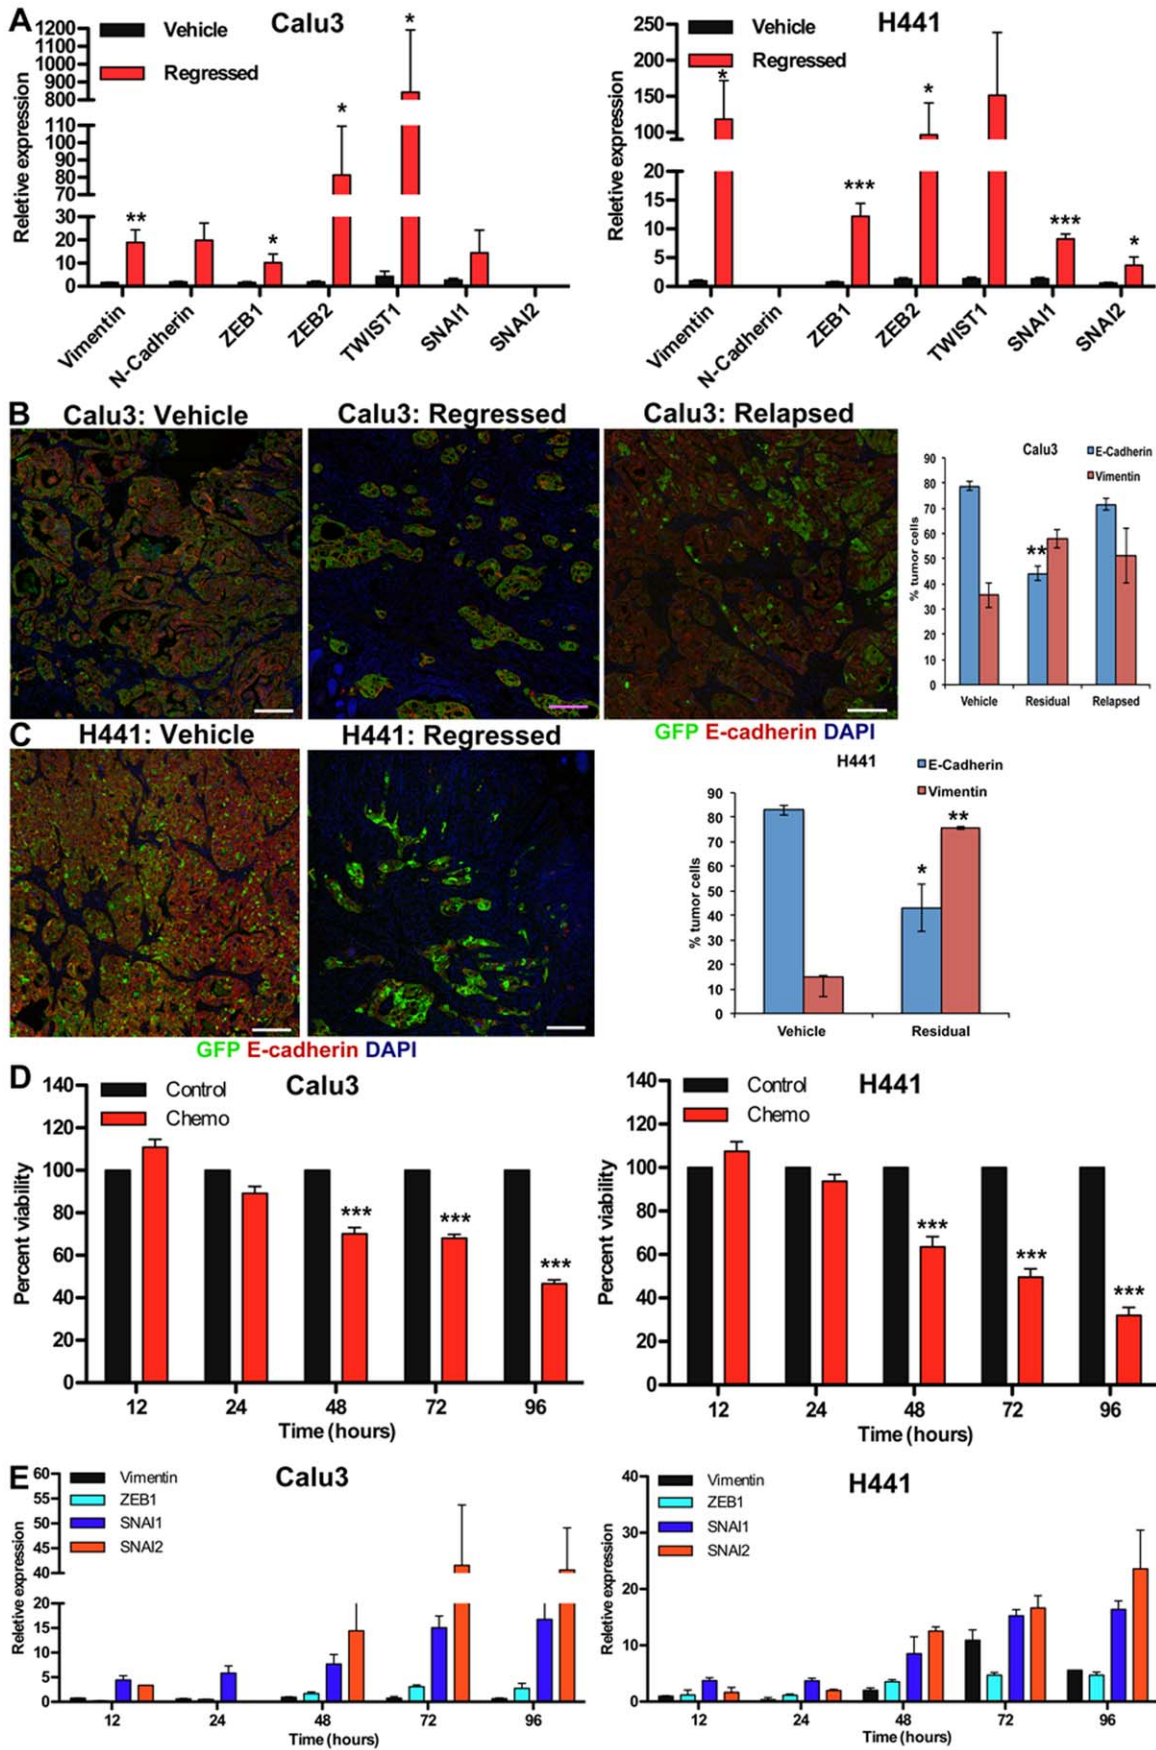 A
Calu3
Vehicle
Regressed
*
1200
1100
1000
900
800
110
100
90
80
70
30
20
10
0
Reletive expression
**
*
*
Vimentin
N-Cadherin
ZEB1
ZEB2
TWIST1
SNAI1
SNAI2
H441
Vehicle
Regressed
250
200
150
100
20
15
10
5
0
Reletive expression
*
***
*
***
*
Vimentin
N-Cadherin
ZEB1
ZEB2
TWIST1
SNAI1
SNAI2
B
Calu3: Vehicle
Calu3: Regressed
Calu3: Relapsed
GFP E-cadherin DAPI
Calu3
E-Cadherin
Vimentin
90
80
70
60
50
40
30
20
10
0
% tumor cells
**
Vehicle
Residual
Relapsed
C
H441: Vehicle
H441: Regressed
GFP E-cadherin DAPI
H441
E-Cadherin
Vimentin
90
80
70
60
50
40
30
20
10
0
% tumor cells
*
**
Vehicle
Residual
D
Calu3
Control
Chemo
140
120
100
80
60
40
20
0
Percent viability
***
***
***
12
24
48
72
96
Time (hours)
H441
Control
Chemo
140
120
100
80
60
40
20
0
Percent viability
***
***
***
12
24
48
72
96
Time (hours)
E
Calu3
Vimentin
ZEB1
SNAI1
SNAI2
60
55
50
45
40
20
15
10
5
0
Reletive expression
12
24
48
72
96
Time (hours)
H441
Vimentin
ZEB1
SNAI1
SNAI2
40
30
20
10
0
Reletive expression
12
24
48
72
96
Time (hours)